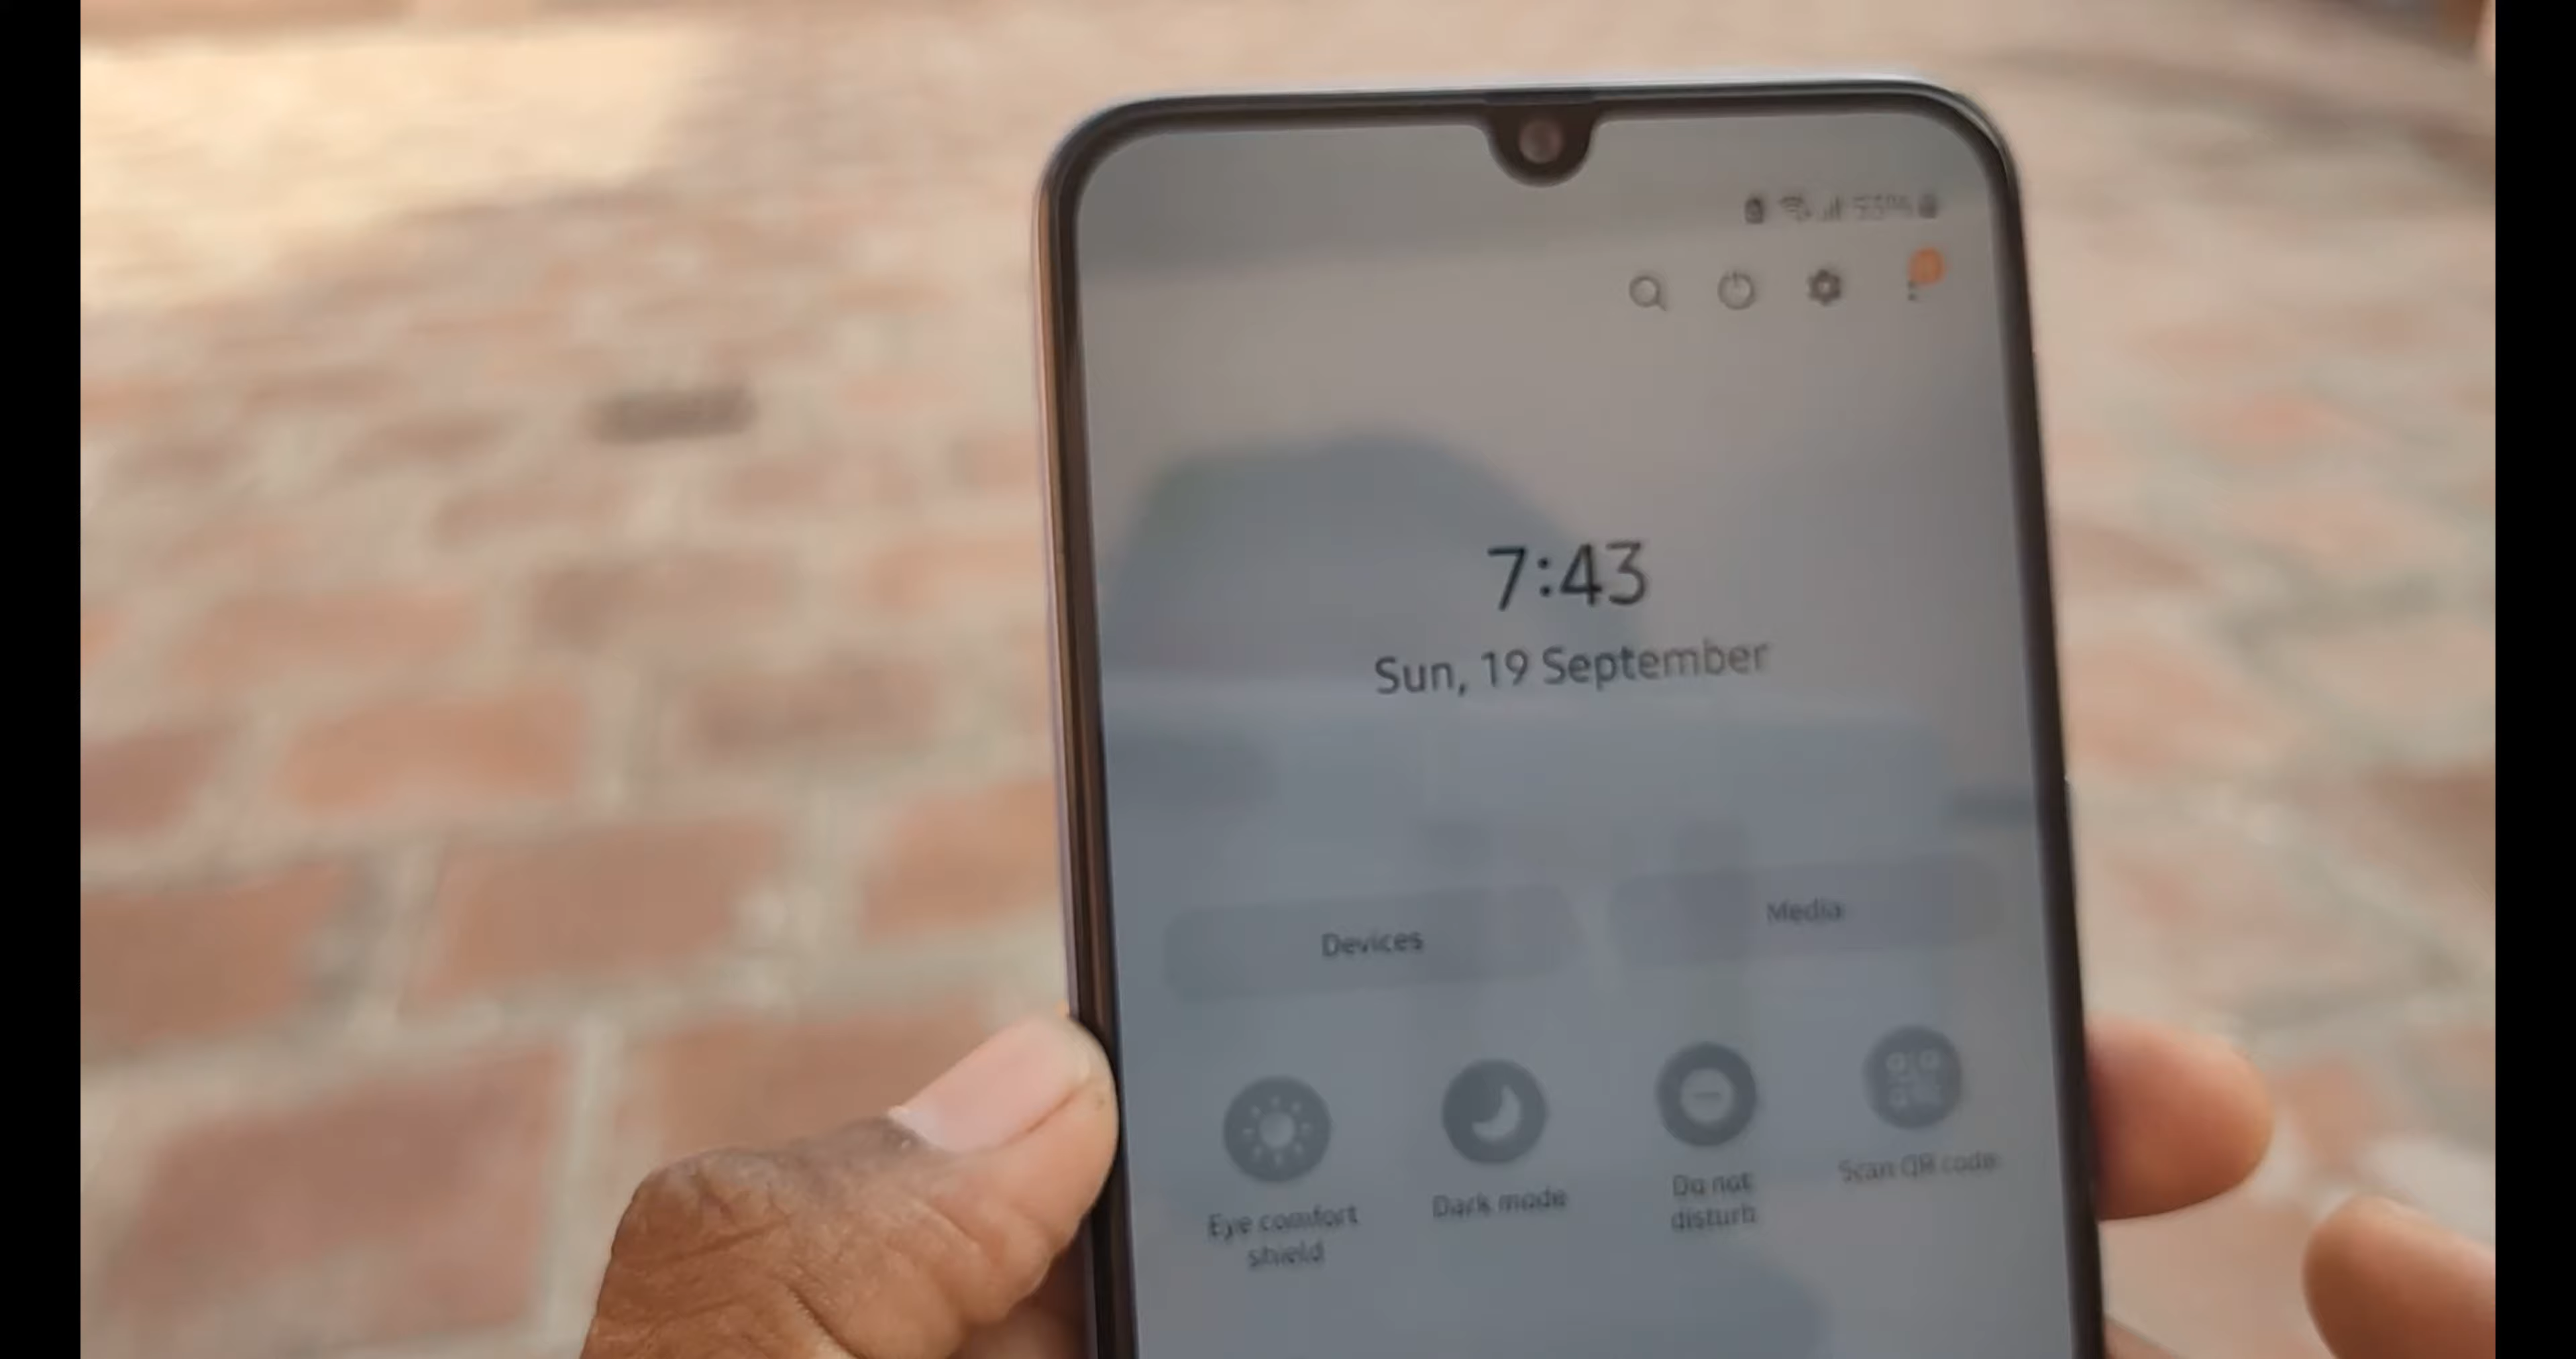 7:43
Sun, 19 September
Devices
Media
Eye comfort
shield
Dark mode
Do not
disturb
Scan QR code